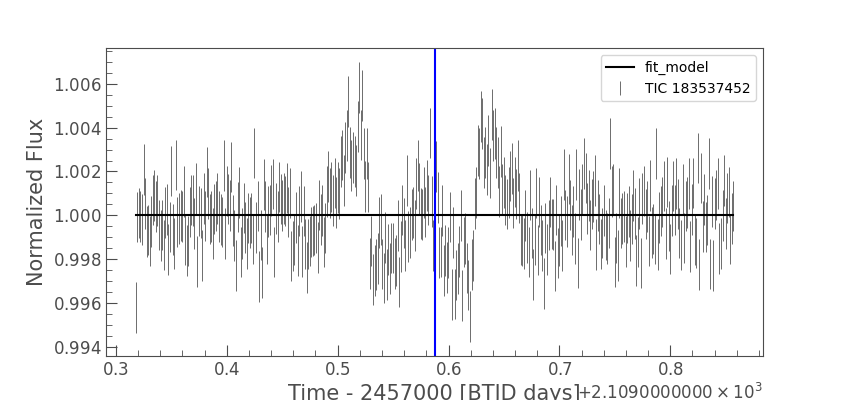 fit_model
TIC 183537452
Normalized Flux
1.006
1.004
1.002
1.000
0.998
0.996
0.994
0.3 0.4 0.5 0.6 0.7 0.8
Time - 2457000 [BTJD days]
+2.1090000000 × 10³